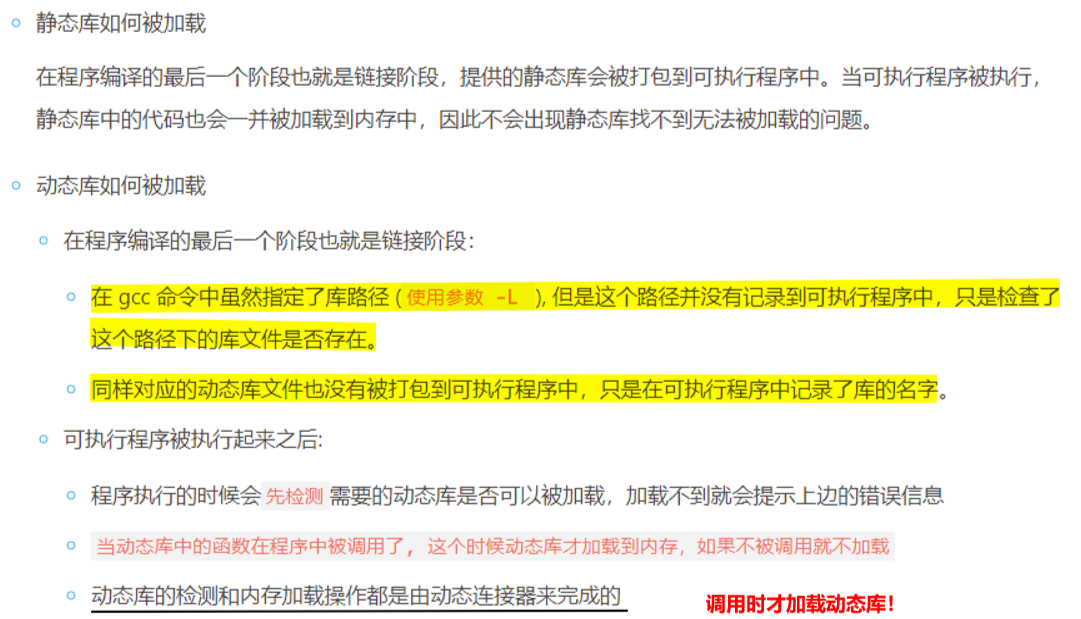 静态库如何被加载
在程序编译的最后一个阶段也就是链接阶段，提供的静态库会被打包到可执行程序中。当可执行程序被执行，
静态库中的代码也会一并被加载到内存中，因此不会出现静态库找不到无法被加载的问题。
动态库如何被加载
在程序编译的最后一个阶段也就是链接阶段：
在 gcc 命令中虽然指定了库路径 (使用参数 -L ), 但是这个路径并没有记录到可执行程序中，只是检查了
这个路径下的库文件是否存在。
同样对应的动态库文件也没有被打包到可执行程序中，只是在可执行程序中记录了库的名字。
可执行程序被执行起来之后:
程序执行的时候会先检测需要的动态库是否可以被加载，加载不到就会提示上边的错误信息
当动态库中的函数在程序中被调用了, 这个时候动态库才加载到内存，如果不被调用就不加载
动态库的检测和内存加载操作都是由动态连接器来完成的
调用时才加载动态库！